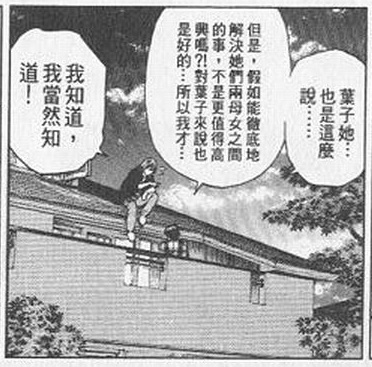 葉子她…
也是這麼
說……
但是，假如能徹底地
解決她們兩母女之間
的事，不是更值得高
興嗎?!對葉子來說也
是好的…所以我才…
我知道，
我當然知
道！